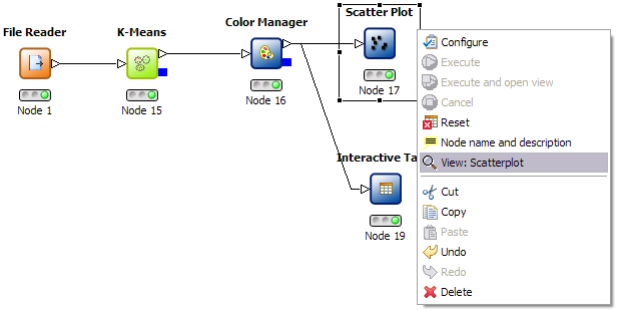 File Reader
Node 1
K-Means
Node 15
Color Manager
Node 16
Scatter Plot
Node 17
Interactive Ta
Node 19
Configure
Execute
Execute and open view
Cancel
Reset
Node name and description
View: Scatterplot
Cut
Copy
Paste
Undo
Redo
Delete